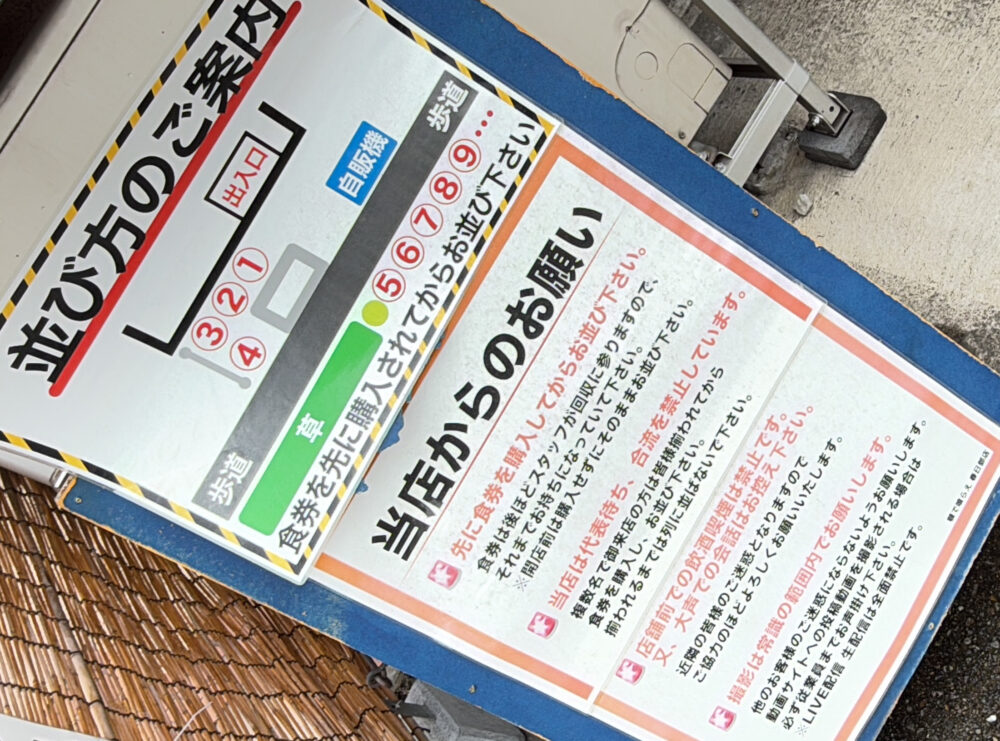 並び方のご案内
出入口
自販機
歩道
①
②
③
④
⑤⑥⑦⑧⑨…
草
歩道
食券を先に購入されてからお並び下さい
当店からのお願い
先に食券を購入してからお並び下さい。
食券は後ほどスタッフが回収に参りますので、
それまでお持ちになっていて下さい。
※開店前は購入せずにそのままお並び下さい。
当店は代表待ち、合流を禁止しています。
複数名で御来店の方は皆様揃われてから
食券を購入し、お並び下さい。
揃われるまでは列に並ばないで下さい。
店舗前での飲酒喫煙は禁止です。
又、大声での会話はお控え下さい。
近隣の皆様のご迷惑となりますので
ご協力のほどよろしくお願いいたします。
撮影は常識の範囲内でお願いします。
他のお客様のご迷惑にならないようお願いします。
動画サイトへの投稿動画を撮影される場合は
必ず従業員までお声掛け下さい。
※LIVE配信 生配信は全面禁止です。